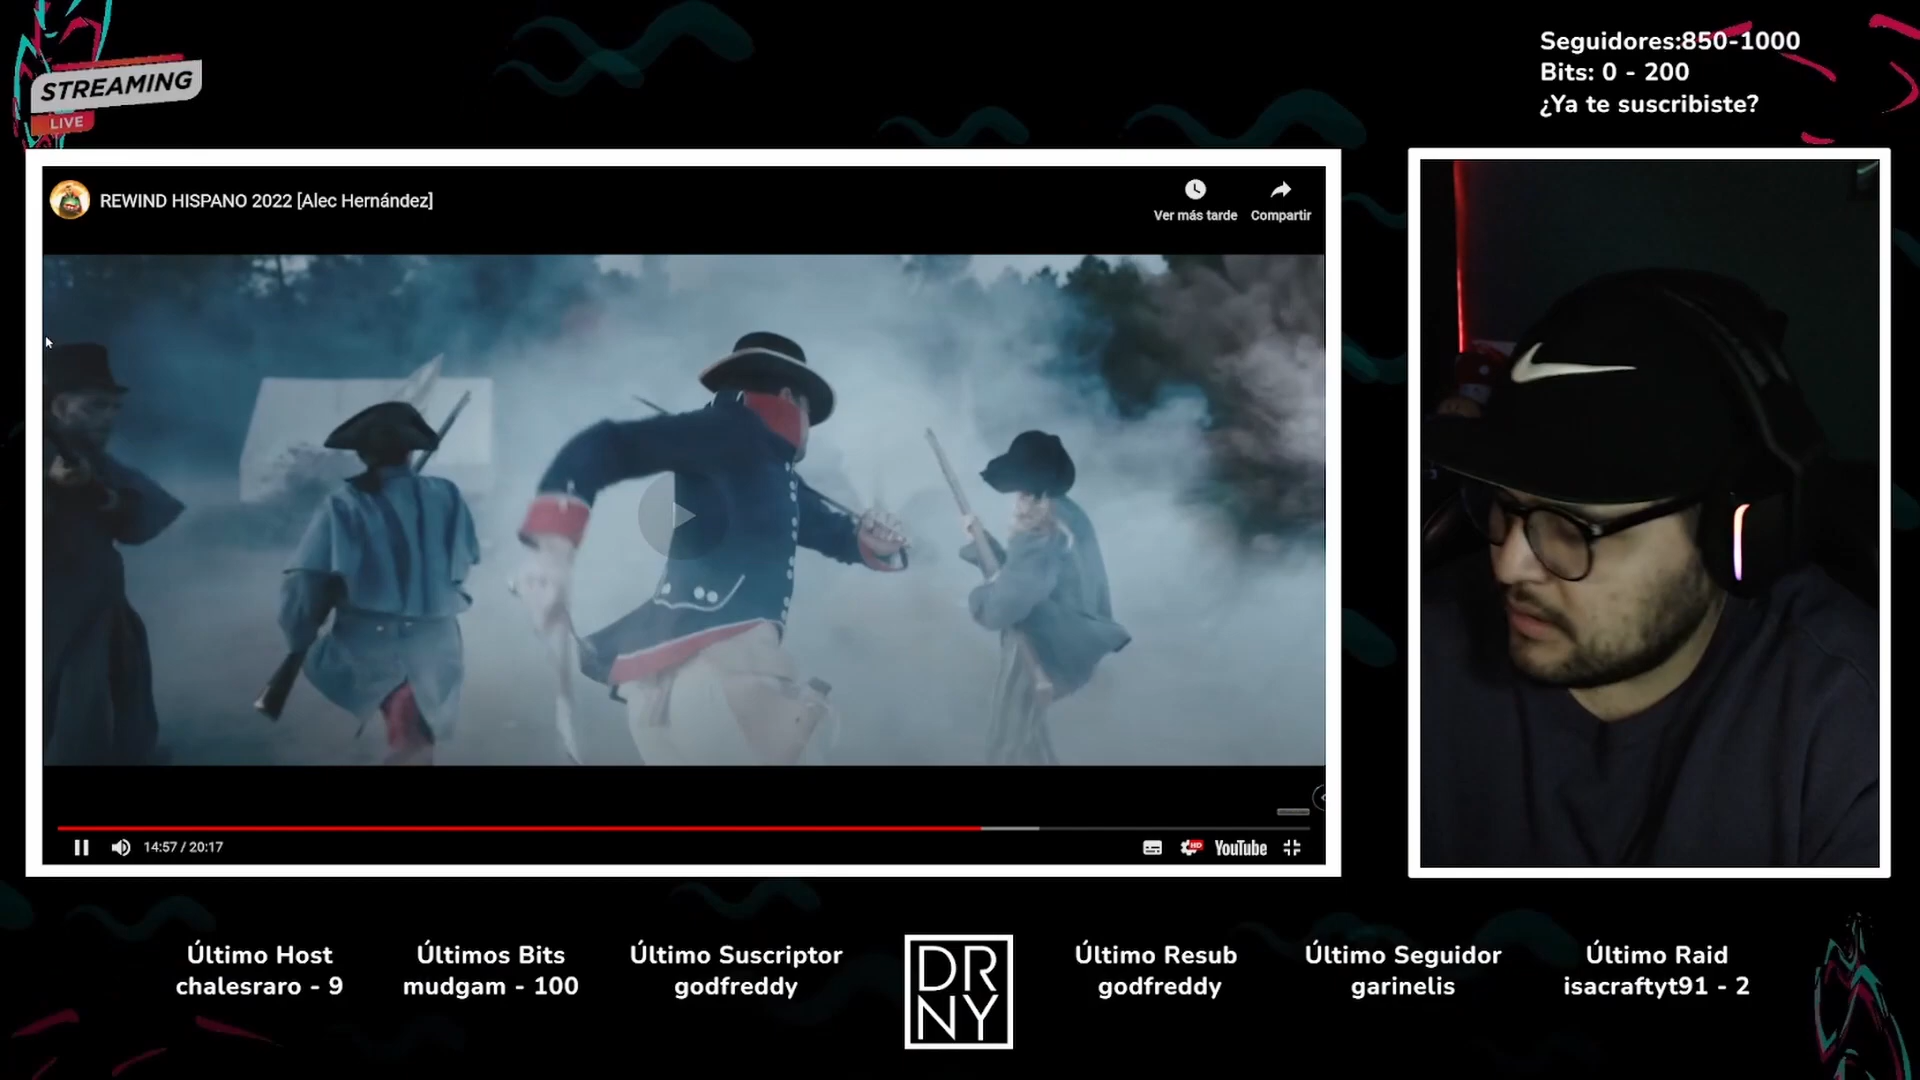 STREAMING
LIVE
Seguidores:850-1000
Bits: 0 - 200
¿Ya te suscribiste?
REWIND HISPANO 2022 [Alec Hernández]
Ver más tarde
Compartir
14:57 / 20:17
HD
YouTube
Último Host
chalesraro - 9
Últimos Bits
mudgam - 100
Último Suscriptor
godfreddy
DR
NY
Último Resub
godfreddy
Último Seguidor
garinelis
Último Raid
isacraftyt91 - 2